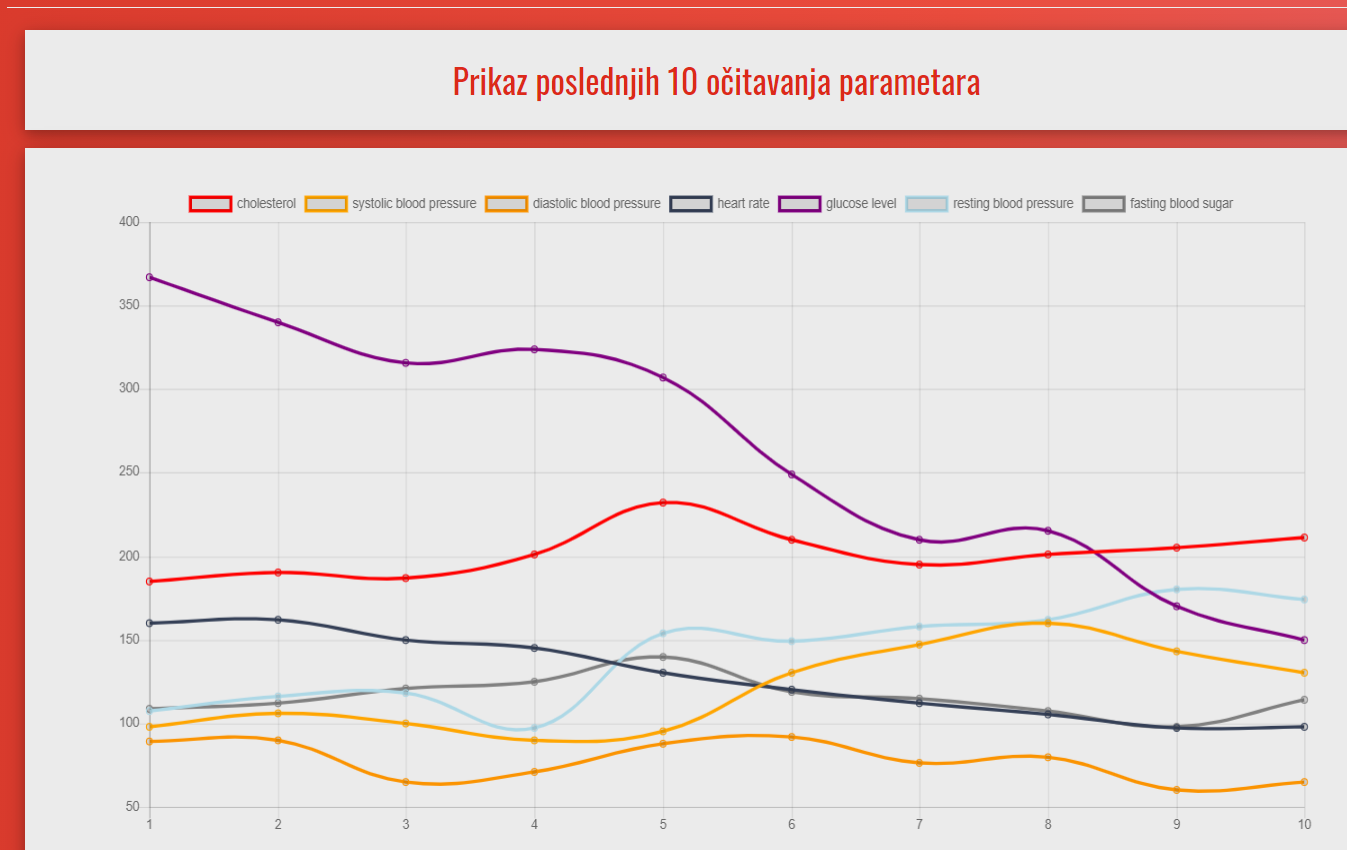 Prikaz poslednjih 10 očitavanja parametara
cholesterol systolic blood pressure diastolic blood pressure heart rate glucose level resting blood pressure fasting blood sugar
400
350
300
250
200
150
100
50
1 2 3 4 5 6 7 8 9 10